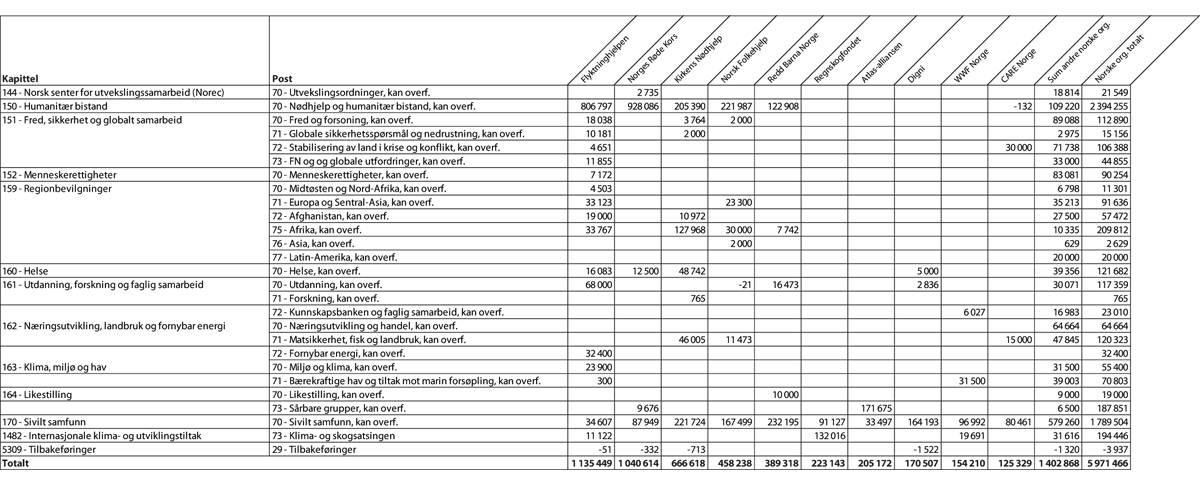 Kapittel Post Flyktninghjelpen Norges Røde Kors Kirkens Nødhjelp Norsk Folkehjelp Redd Barna Norge Regnskogfondet Atlas-alliansen Digni WWF Norge CARE Norge Sum andre norske org. Norske org. totalt
144 - Norsk senter for utvekslingssamarbeid (Norec) 70 - Utvekslingsordninger, kan overf. 2 735 18 814 21 549
150 - Humanitær bistand 70 - Nødhjelp og humanitær bistand, kan overf. 806 797 928 086 205 390 221 987 122 908 -132 109 220 2 394 255
151 - Fred, sikkerhet og globalt samarbeid 70 - Fred og forsoning, kan overf. 18 038 3 764 2 000 89 088 112 890
71 - Globale sikkerhetsspørsmål og nedrustning, kan overf. 10 181 2 000 2 975 15 156
72 - Stabilisering av land i krise og konflikt, kan overf. 4 651 30 000 71 738 106 388
73 - FN og og globale utfordringer, kan overf. 11 855 33 000 44 855
152 - Menneskerettigheter 70 - Menneskerettigheter, kan overf. 7 172 83 081 90 254
159 - Regionbevilgninger 70 - Midtøsten og Nord-Afrika, kan overf. 4 503 6 798 11 301
71 - Europa og Sentral-Asia, kan overf. 33 123 23 300 35 213 91 636
72 - Afghanistan, kan overf. 19 000 10 972 27 500 57 472
75 - Afrika, kan overf. 33 767 127 968 30 000 7 742 10 335 209 812
76 - Asia, kan overf. 2 000 629 2 629
77 - Latin-Amerika, kan overf. 20 000 20 000
160 - Helse 70 - Helse, kan overf. 16 083 12 500 48 742 5 000 39 356 121 682
161 - Utdanning, forskning og faglig samarbeid 70 - Utdanning, kan overf. 68 000 -21 16 473 2 836 30 071 117 359
71 - Forskning, kan overf. 765 765
72 - Kunnskapsbanken og faglig samarbeid, kan overf. 6 027 16 983 23 010
162 - Næringsutvikling, landbruk og fornybar energi 70 - Næringsutvikling og handel, kan overf. 64 664 64 664
71 - Matsikkerhet, fisk og landbruk, kan overf. 46 005 11 473 15 000 47 845 120 323
72 - Fornybar energi, kan overf. 32 400 32 400
163 - Klima, miljø og hav 70 - Miljø og klima, kan overf. 23 900 31 500 55 400
71 - Bærekraftige hav og tiltak mot marin forsøpling, kan overf. 300 31 500 39 003 70 803
164 - Likestilling 70 - Likestilling, kan overf. 10 000 9 000 19 000
73 - Sårbare grupper, kan overf. 9 676 171 675 6 500 187 851
170 - Sivilt samfunn 70 - Sivilt samfunn, kan overf. 34 607 87 949 221 724 167 499 232 195 91 127 33 497 164 193 96 992 80 461 579 260 1 789 504
1482 - Internasjonale klima- og utviklingstiltak 73 - Klima- og skogsatsingen 11 122 132 016 19 691 31 616 194 446
5309 - Tilbakeføringer 29 - Tilbakeføringer -51 -332 -713 -1 522 -1 320 -3 937
Totalt 1 135 449 1 040 614 666 618 458 238 389 318 223 143 205 172 170 507 154 210 125 329 1 402 868 5 971 466